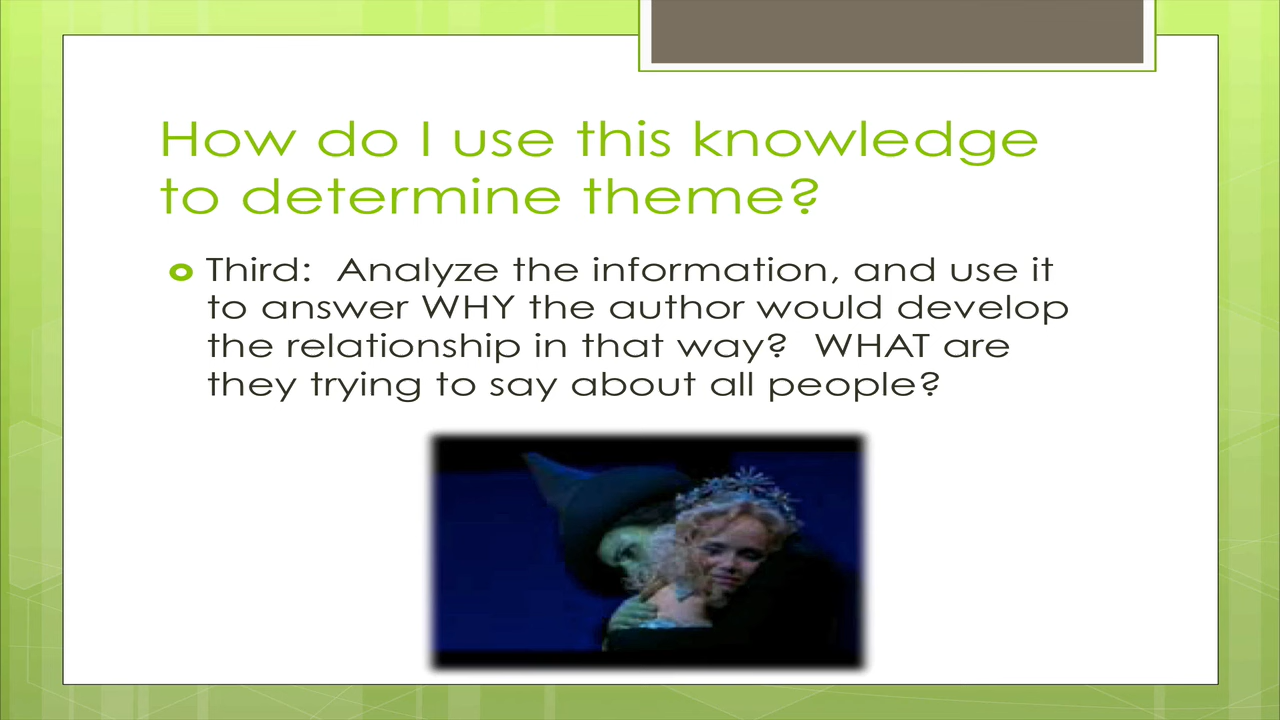 How do I use this knowledge
to determine theme?
Third:  Analyze the information, and use it
to answer WHY the author would develop
the relationship in that way?  WHAT are
they trying to say about all people?